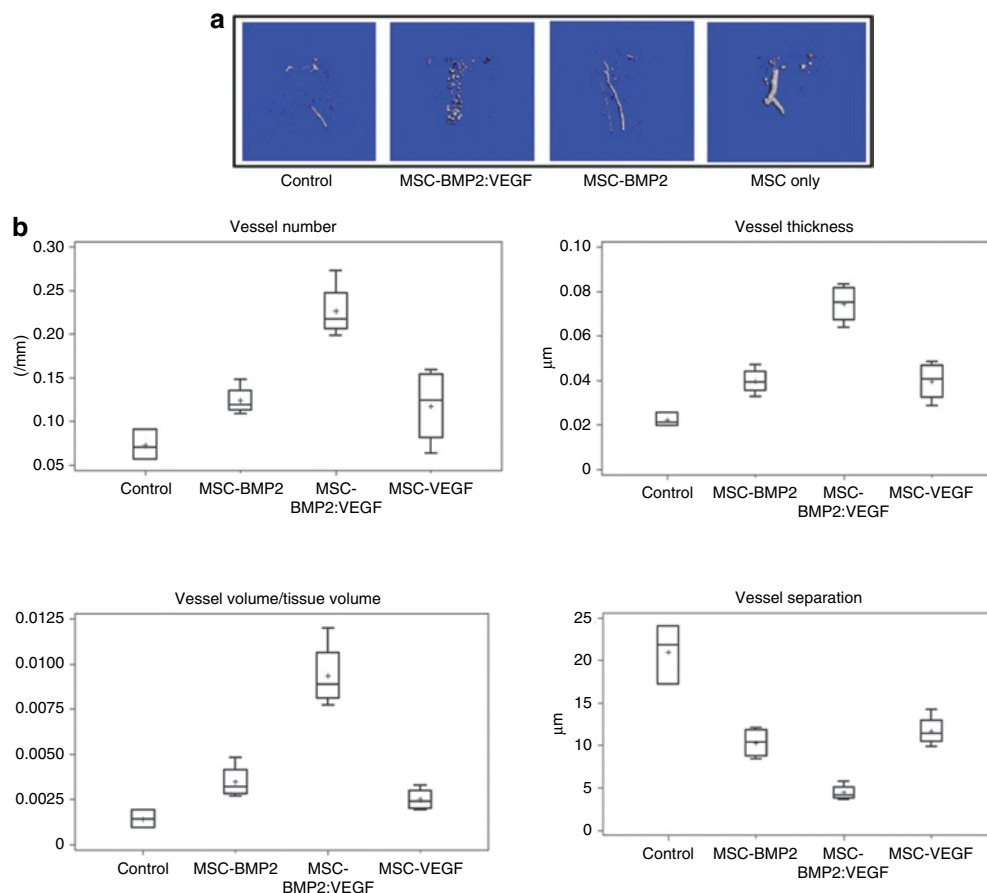 a
Control
MSC-BMP2:VEGF
MSC-BMP2
MSC only
b
Vessel number
0.30
0.25
0.20
0.15
0.10
0.05
(/mm)
Control
MSC-BMP2
MSC-
BMP2:VEGF
MSC-VEGF
Vessel thickness
0.10
0.08
0.06
0.04
0.02
0
µm
Control
MSC-BMP2
MSC-
BMP2:VEGF
MSC-VEGF
Vessel volume/tissue volume
0.0125
0.0100
0.0075
0.0050
0.0025
0
Control
MSC-BMP2
MSC-
BMP2:VEGF
MSC-VEGF
Vessel separation
25
20
15
10
5
0
µm
Control
MSC-BMP2
MSC-
BMP2:VEGF
MSC-VEGF